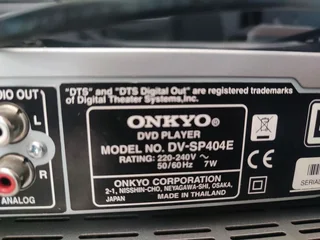 "DTS" and "DTS Digital Out" are registered trademarks
of Digital Theater Systems,Inc.
DIO OUT
L
R
ANALOG
ONKYO
DVD PLAYER
MODEL NO. DV-SP404E
RATING: 220-240V ~
50/60Hz 7W
ONKYO CORPORATION
2-1, NISSHIN-CHO, NEYAGAWA-SHI, OSAKA,
JAPAN MADE IN THAILAND
CE
SERIAL